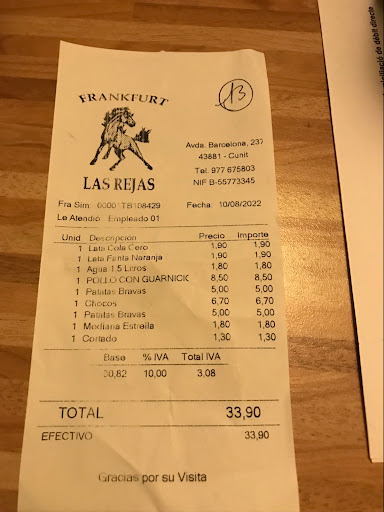 13
FRANKFURT
LAS REJAS
Avda. Barcelona, 237
43881 - Cunit
Tel. 977 675803
NIF B-55773345
Fra Sim: 0000 TB108429 Fecha: 10/08/2022
Le Atendió: Empleado 01
Unid Descripción Precio Importe
1 Lata Cola Cero 1,90 1,90
1 Lata Fanta Naranja 1,90 1,90
1 Agua 1.5 Litros 1,80 1,80
1 POLLO CON GUARNICK 8,50 8,50
1 Patatas Bravas 5,00 5,00
1 Chocos 6,70 6,70
1 Patatas Bravas 5,00 5,00
1 Mediana Estrella 1,80 1,80
1 Cortado 1,30 1,30
Base % IVA Total IVA
30,82 10,00 3,08
TOTAL 33,90
EFECTIVO 33,90
Gracias por su Visita
de dèbit directe